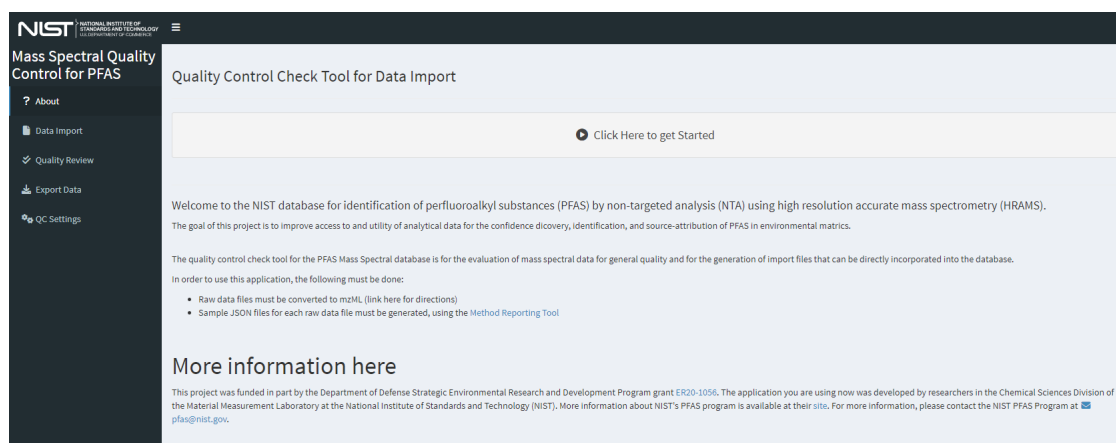 NIST NATIONAL INSTITUTE OF
STANDARDS AND TECHNOLOGY
U.S. DEPARTMENT OF COMMERCE
Mass Spectral Quality
Control for PFAS
? About
Data Import
Quality Review
Export Data
QC Settings
Quality Control Check Tool for Data Import
Click Here to get Started
Welcome to the NIST database for identification of perfluoroalkyl substances (PFAS) by non-targeted analysis (NTA) using high resolution accurate mass spectrometry (HRAMS).
The goal of this project is to improve access to and utility of analytical data for the confidence dicovery, identification, and source-attribution of PFAS in environmental matrics.
The quality control check tool for the PFAS Mass Spectral database is for the evaluation of mass spectral data for general quality and for the generation of import files that can be directly incorporated into the database.
In order to use this application, the following must be done:
• Raw data files must be converted to mzML (link here for directions)
• Sample JSON files for each raw data file must be generated, using the Method Reporting Tool
More information here
This project was funded in part by the Department of Defense Strategic Environmental Research and Development Program grant ER20-1056. The application you are using now was developed by researchers in the Chemical Sciences Division of
the Material Measurement Laboratory at the National Institute of Standards and Technology (NIST). More information about NIST's PFAS program is available at their site. For more information, please contact the NIST PFAS Program at
pfas@nist.gov.